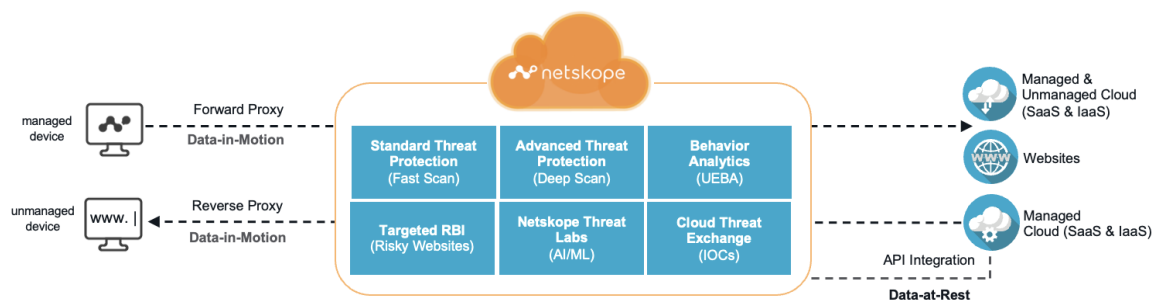 netskope
managed
device
Forward Proxy
Data-in-Motion
unmanaged
device
www.
Reverse Proxy
Data-in-Motion
Standard Threat
Protection
(Fast Scan)
Advanced Threat
Protection
(Deep Scan)
Behavior
Analytics
(UEBA)
Targeted RBI
(Risky Websites)
Netskope Threat
Labs
(AI/ML)
Cloud Threat
Exchange
(IOCs)
Managed &
Unmanaged Cloud
(SaaS & IaaS)
WWW
Websites
Managed
Cloud (SaaS & IaaS)
API Integration
Data-at-Rest